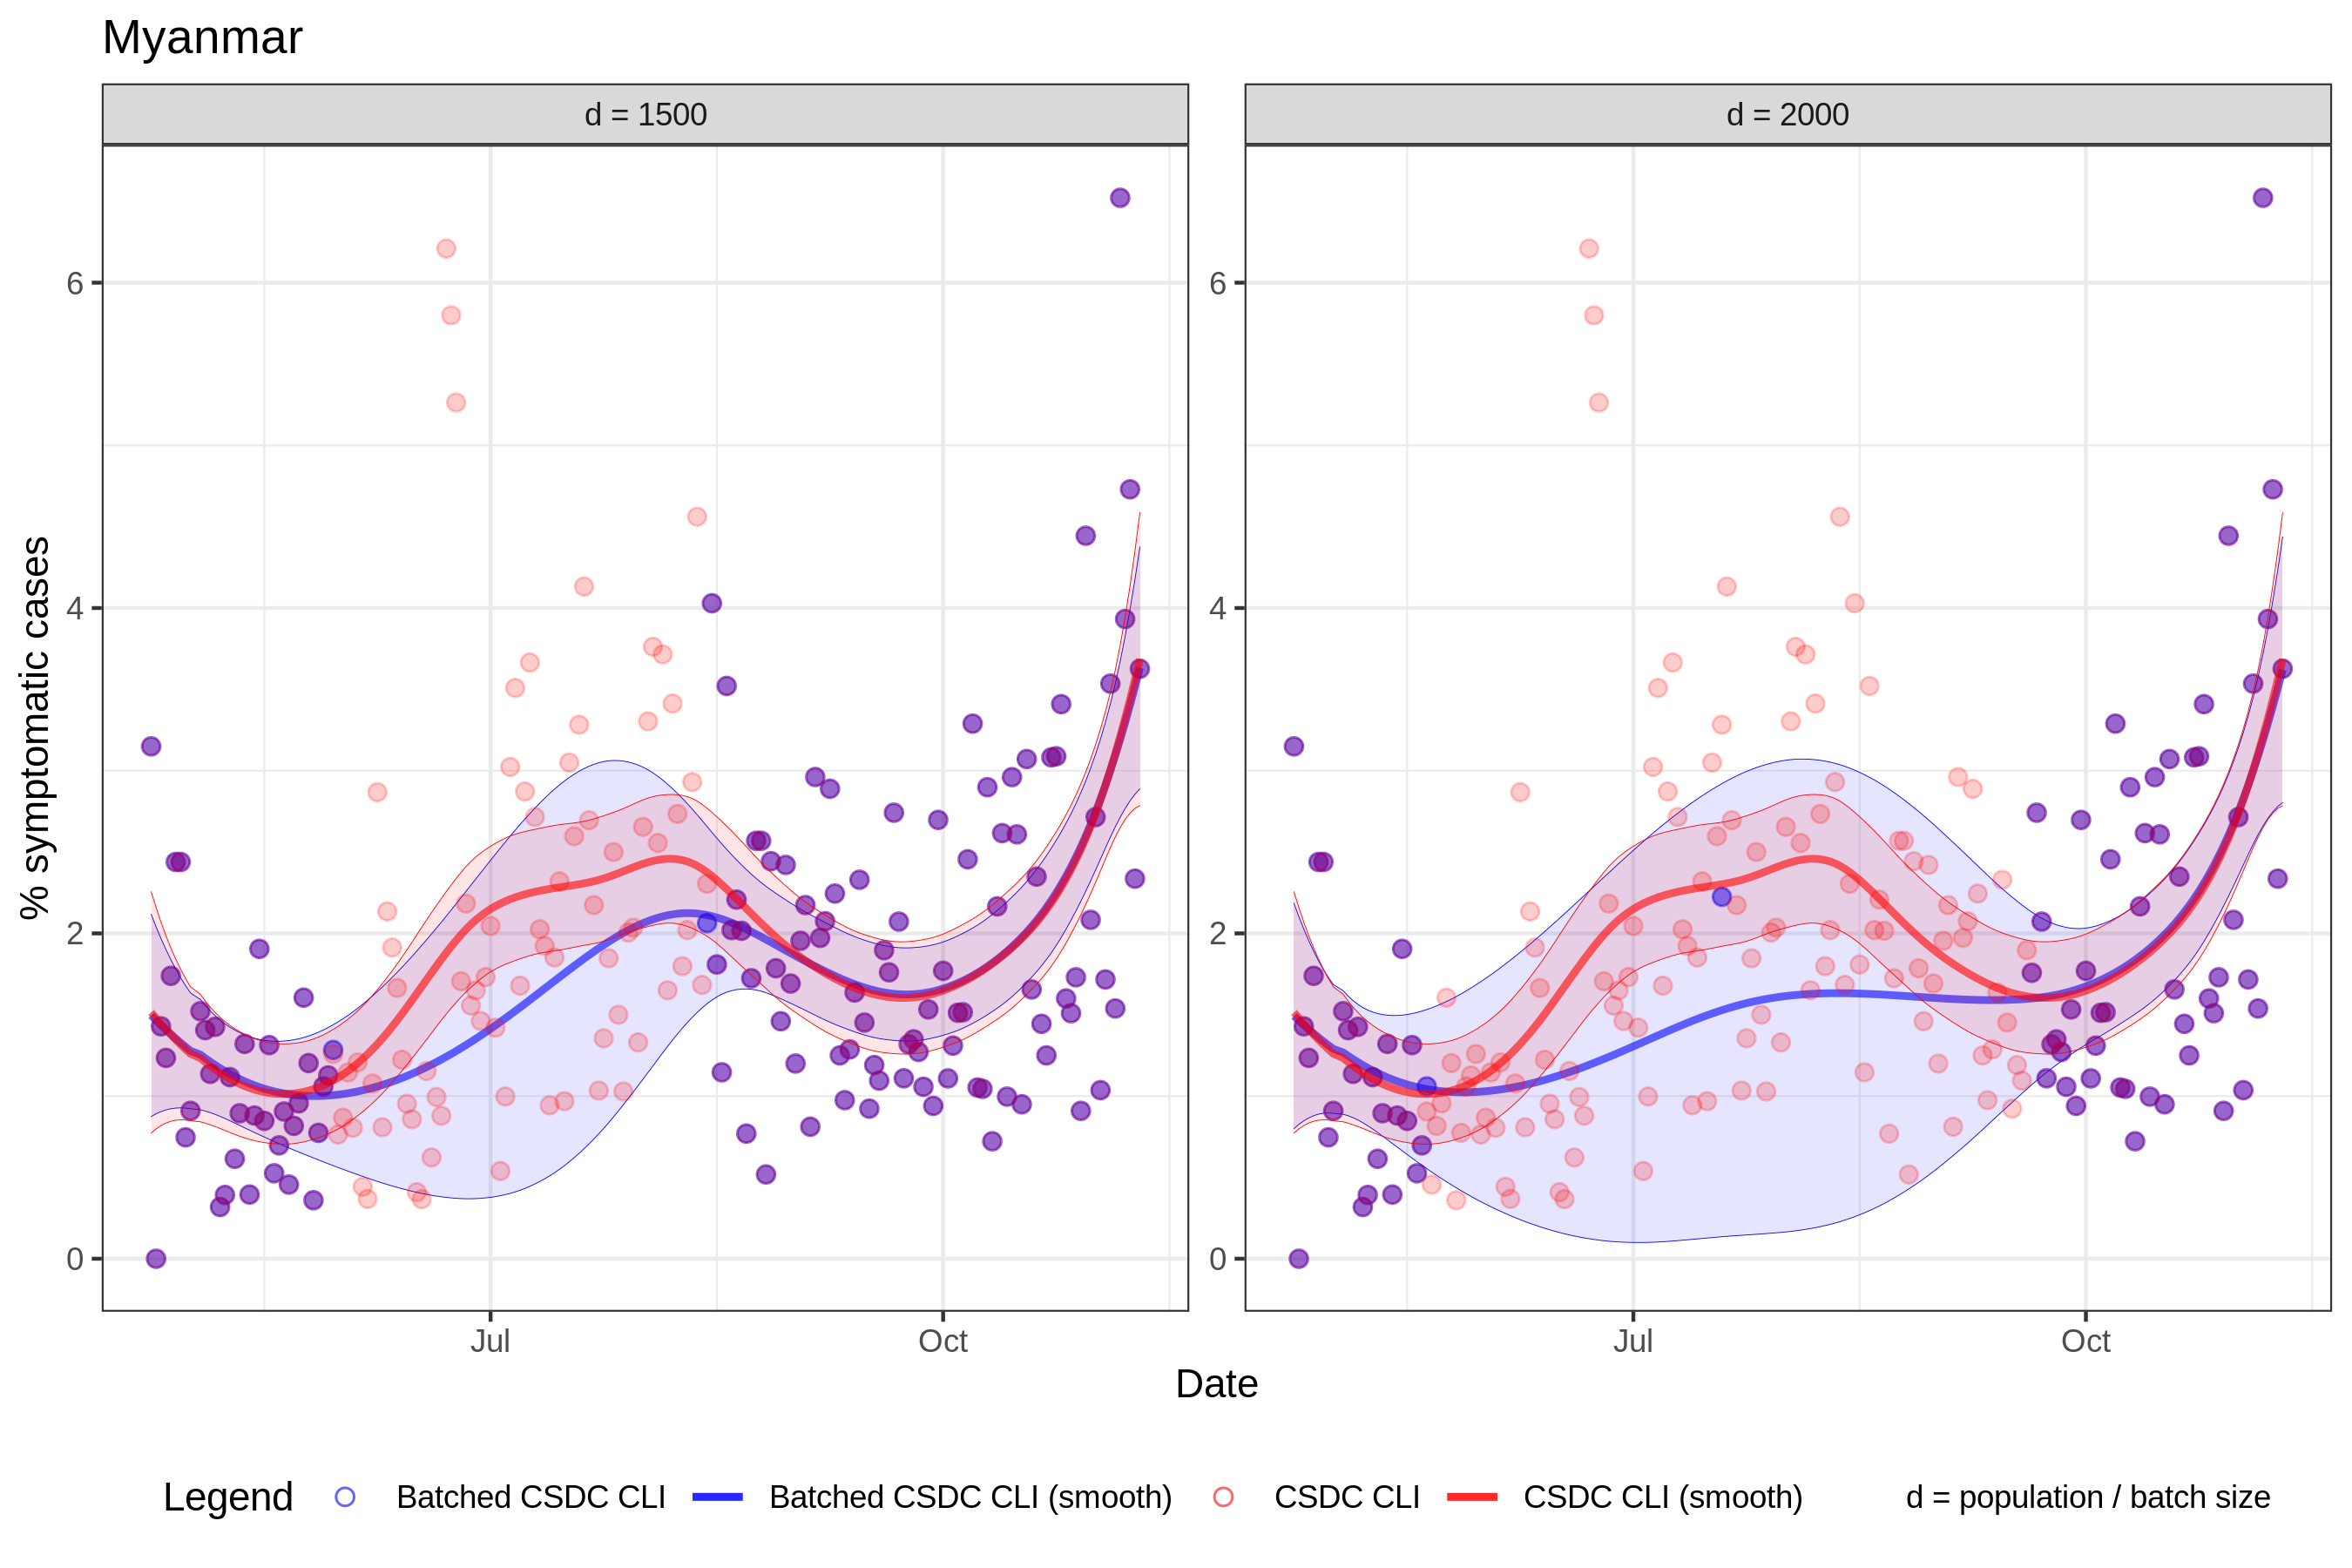 Myanmar
d = 1500
d = 2000
% symptomatic cases
6
4
2
0
6
4
2
0
Jul
Oct
Jul
Oct
Date
Legend
Batched CSDC CLI
Batched CSDC CLI (smooth)
CSDC CLI
CSDC CLI (smooth)
d = population / batch size